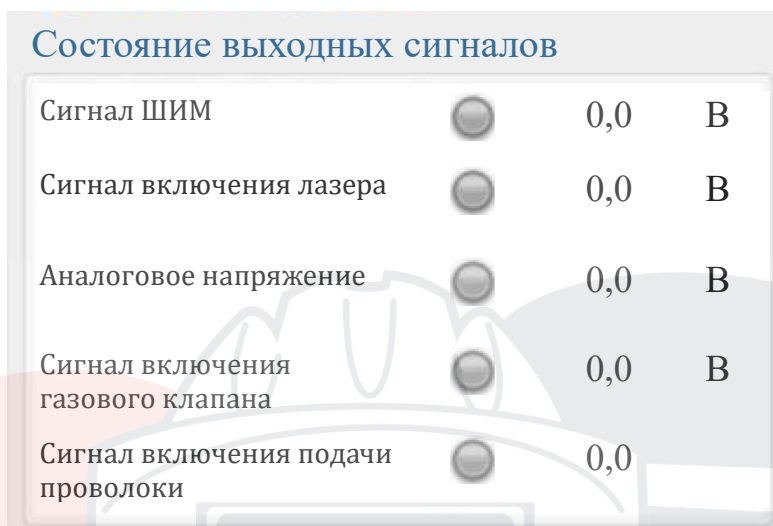 Состояние выходных сигналов
Сигнал ШИМ 0,0 В
Сигнал включения лазера 0,0 В
Аналоговое напряжение 0,0 В
Сигнал включения
газового клапана 0,0 В
Сигнал включения подачи
проволоки 0,0